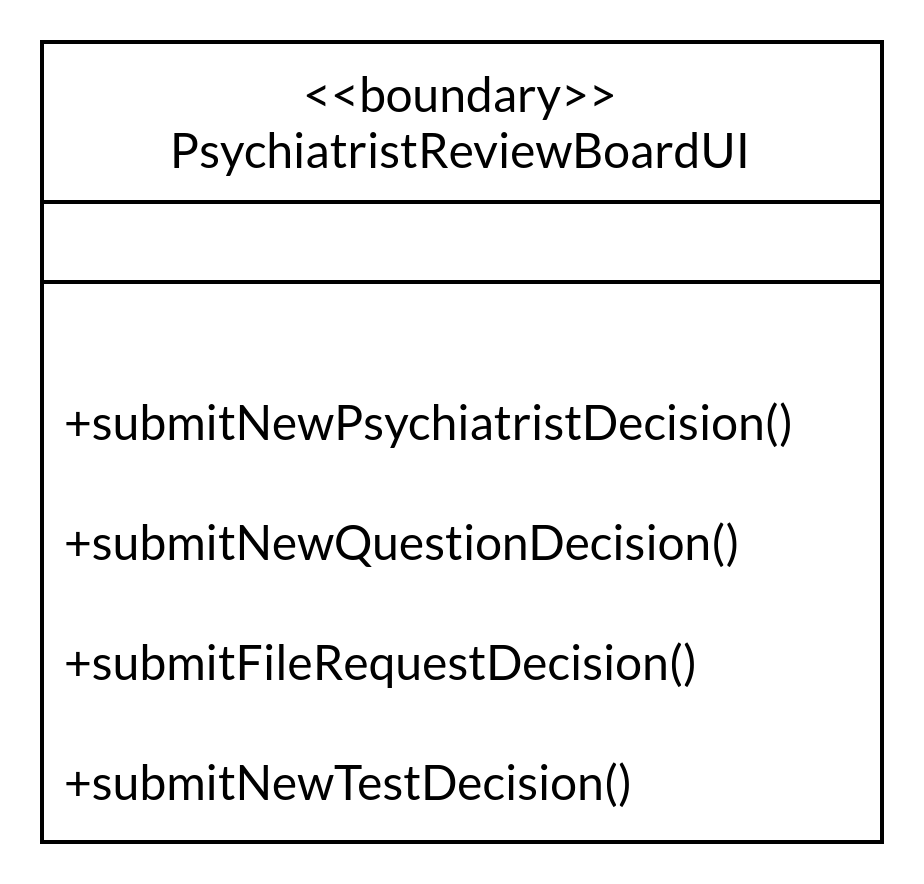 <<boundary>>
PsychiatristReviewBoardUI
+submitNewPsychiatristDecision()
+submitNewQuestionDecision()
+submitFileRequestDecision()
+submitNewTestDecision()